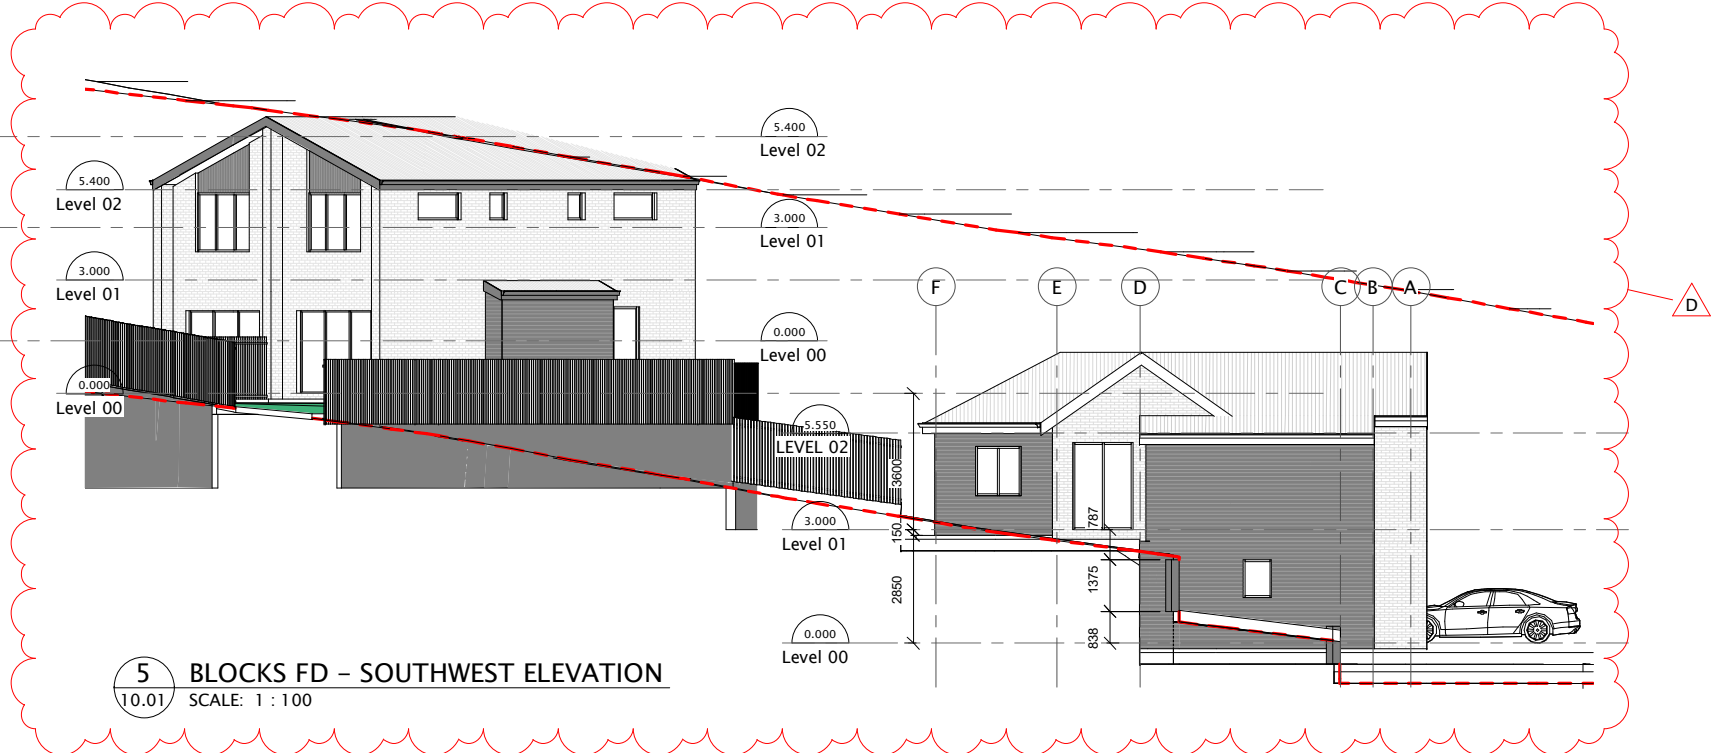 5.400
Level 02
5.400
Level 02
3.000
Level 01
3.000
Level 01
F
E
D
C
B
A
D
0.000
Level 00
0.000
Level 00
5.550
LEVEL 02
3600
787
3.000
Level 01
150
1375
2850
838
0.000
Level 00
5
10.01
BLOCKS FD – SOUTHWEST ELEVATION
SCALE: 1 : 100